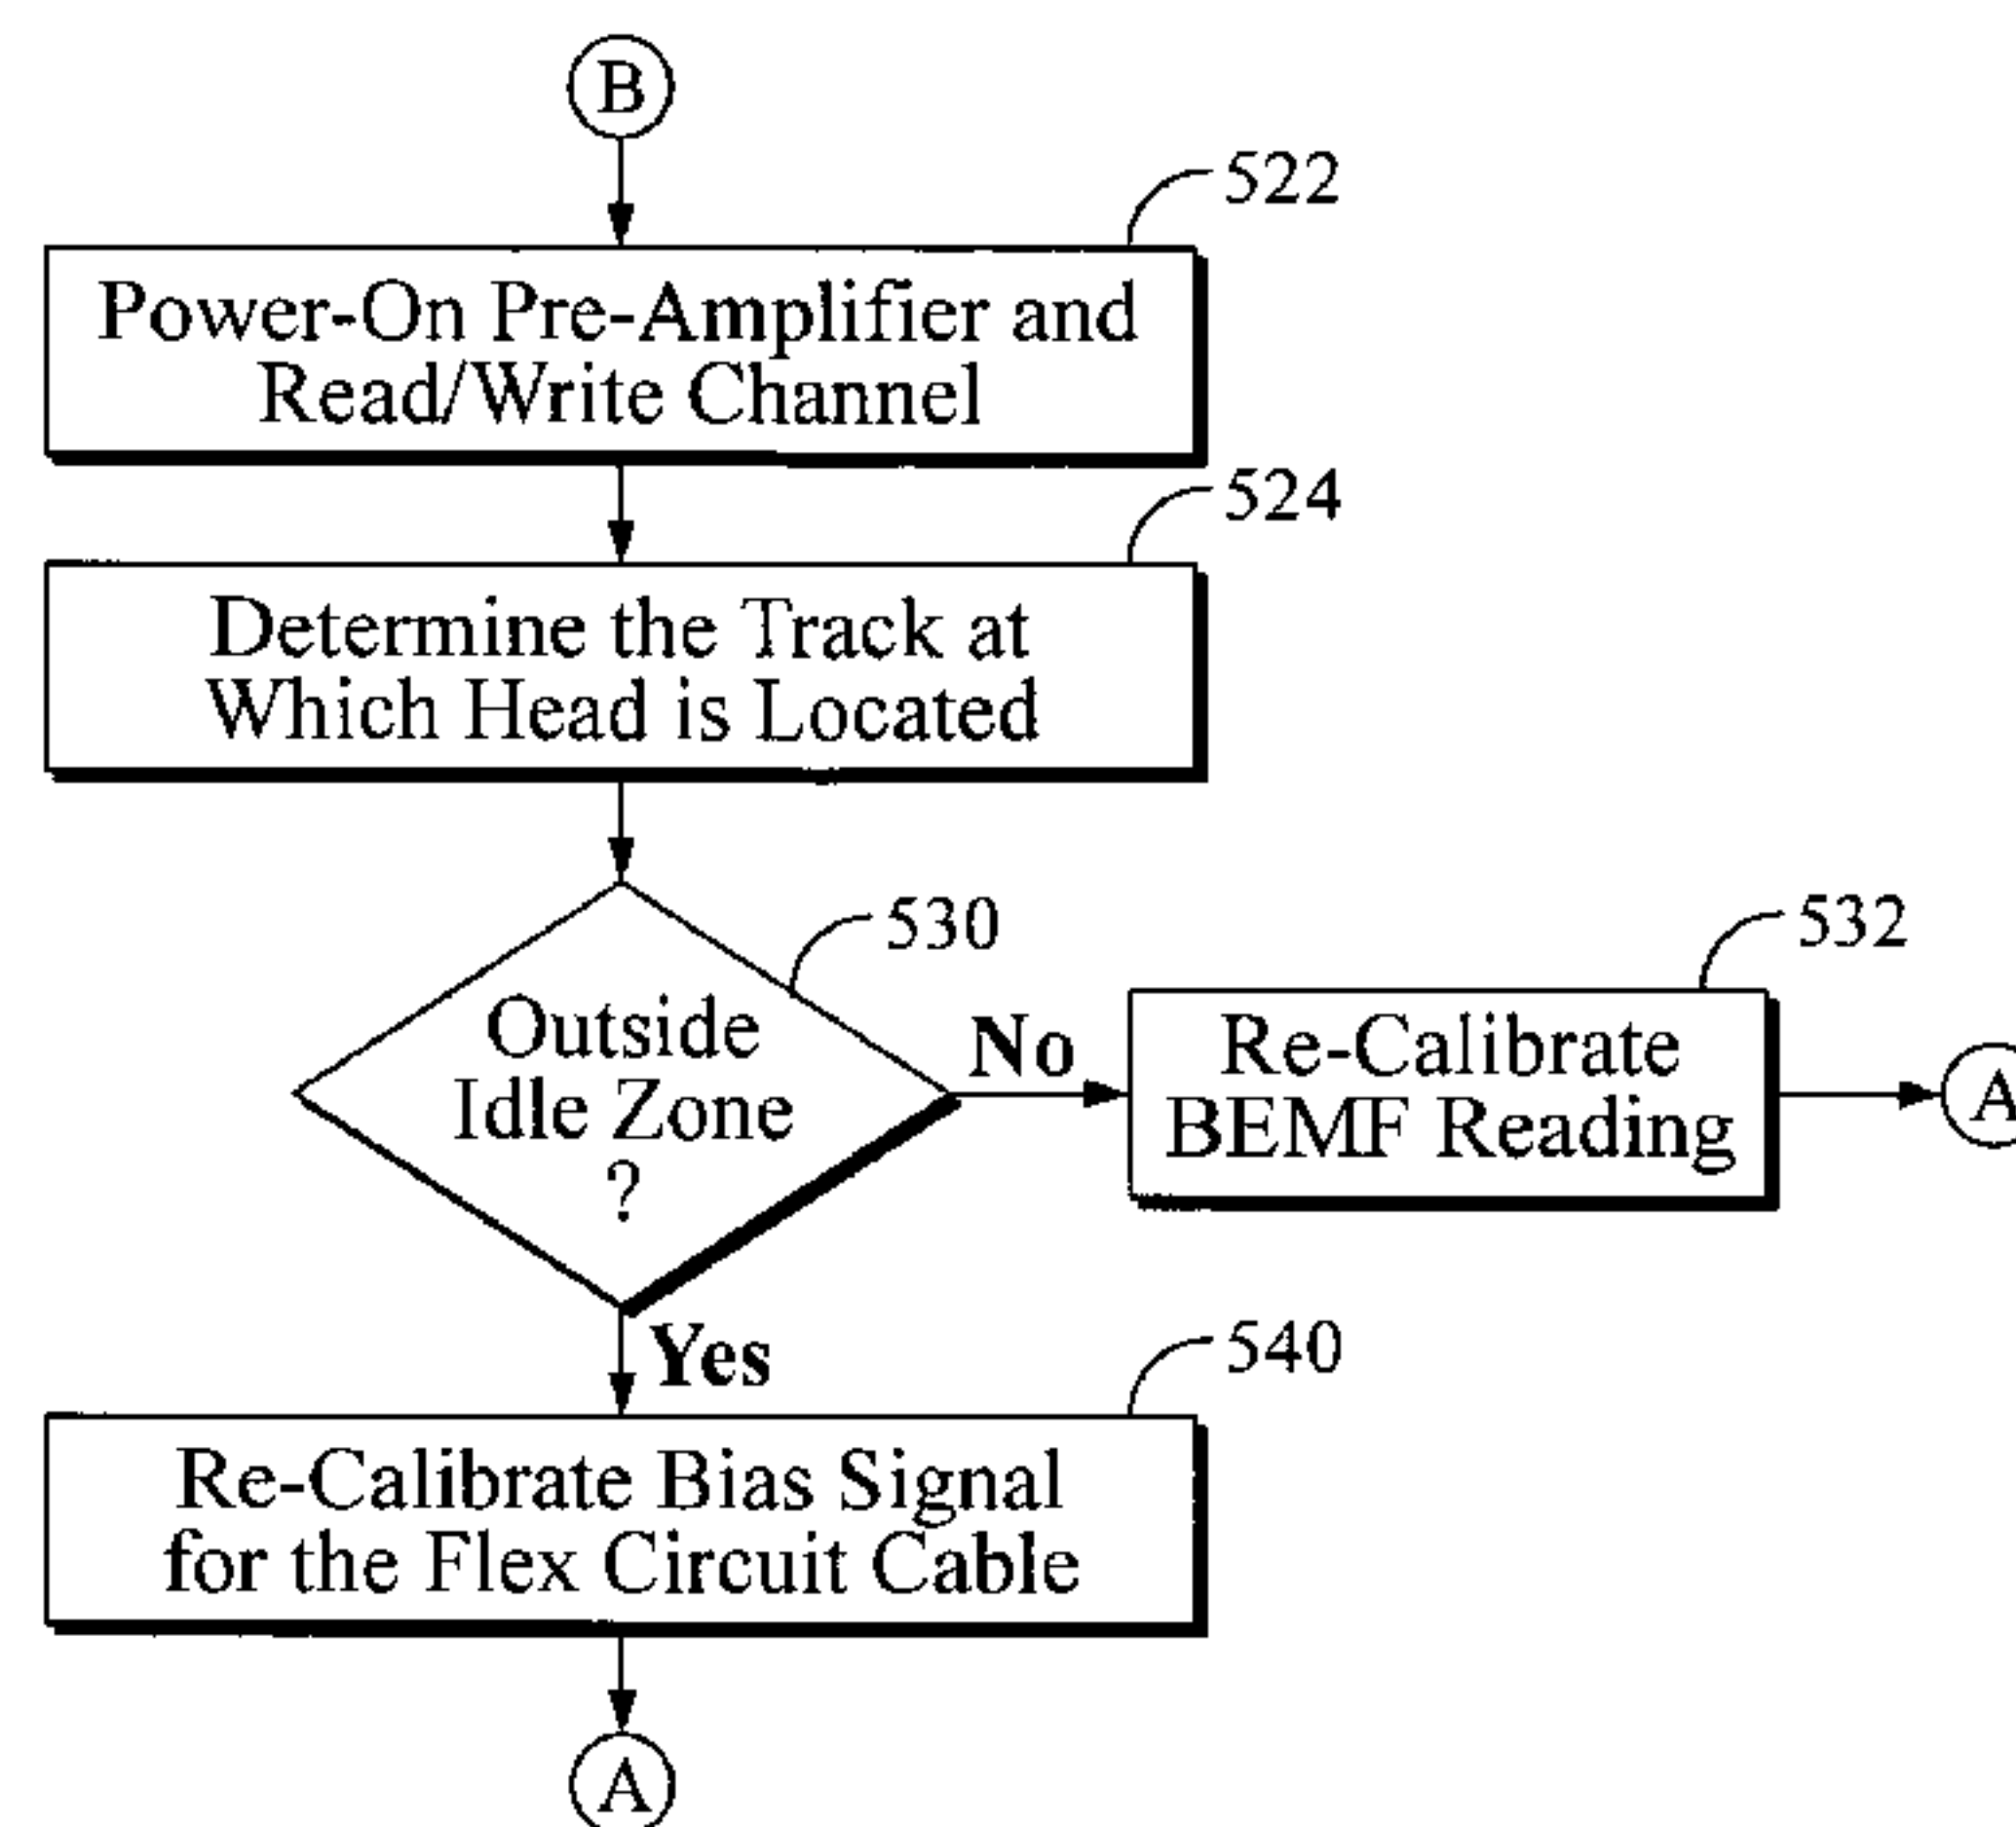 B
522
Power-On Pre-Amplifier and
Read/Write Channel
524
Determine the Track at
Which Head is Located
530
Outside
Idle Zone
?
No
532
Re-Calibrate
BEMF Reading
A
Yes
540
Re-Calibrate Bias Signal
for the Flex Circuit Cable
A